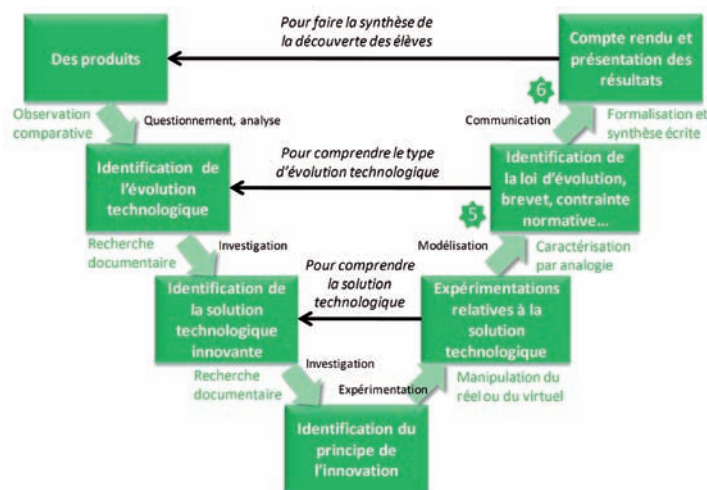 Pour faire la synthèse de
la découverte des élèves
Des produits
Compte rendu et
présentation des
résultats
6
Observation
comparative
Questionnement, analyse
Communication
Formalisation et
synthèse écrite
Pour comprendre le type
d'évolution technologique
Identification de
l'évolution
technologique
Identification de
la loi d'évolution,
brevet, contrainte
normative...
5
Recherche
documentaire
Investigation
Modélisation
Caractérisation
par analogie
Pour comprendre
la solution
technologique
Identification de
la solution
technologique
innovante
Expérimentations
relatives à la
solution
technologique
Recherche
documentaire
Investigation
Expérimentation
Manipulation du
réel ou du virtuel
Identification du
principe de
l'innovation